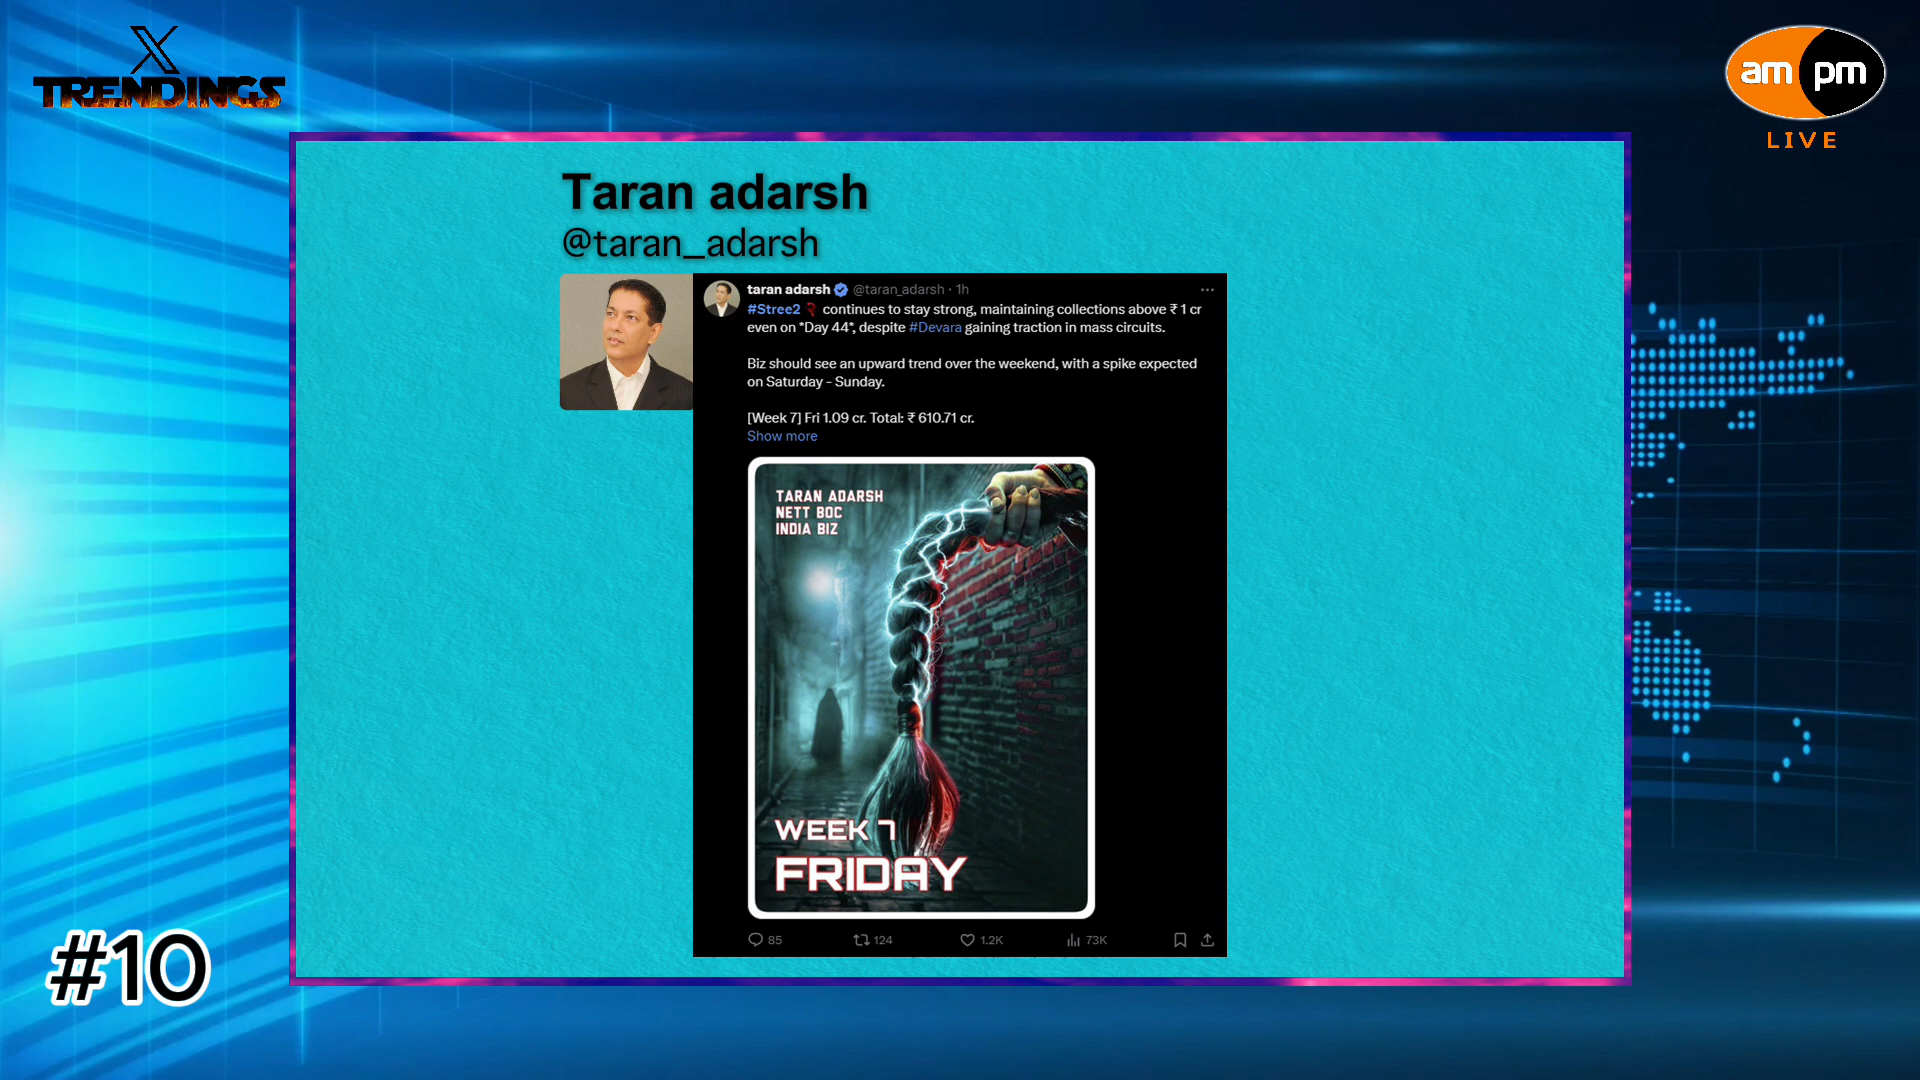 X
TRENDINGS
am pm
LIVE
Taran adarsh
@taran_adarsh
taran adarsh @taran_adarsh · 1h
#Stree2 continues to stay strong, maintaining collections above ₹ 1 cr
even on *Day 44*, despite #Devara gaining traction in mass circuits.
Biz should see an upward trend over the weekend, with a spike expected
on Saturday - Sunday.
[Week 7] Fri 1.09 cr. Total: ₹ 610.71 cr.
Show more
TARAN ADARSH
NETT BOC
INDIA BIZ
WEEK 7
FRIDAY
85 124 1.2K 73K
#10